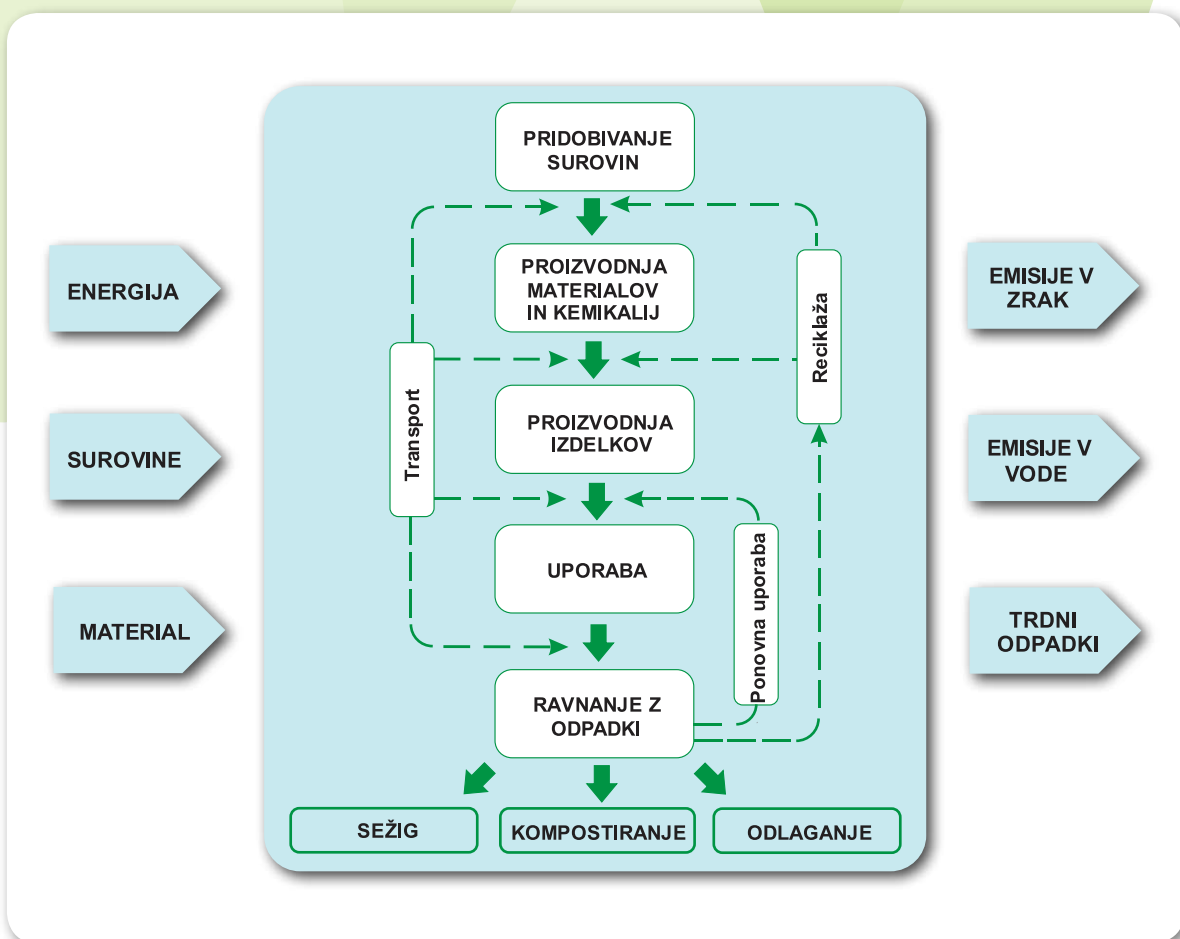 PRIDOBIVANJE
SUROVIN
PROIZVODNJA
MATERIALOV
IN KEMIKALIJ
PROIZVODNJA
IZDELKOV
UPORABA
RAVNANJE Z
ODPADKI
SEŽIG
KOMPOSTIRANJE
ODLAGANJE
Transport
Reciklaža
Ponovna uporaba
ENERGIJA
SUROVINE
MATERIAL
EMISIJE V
ZRAK
EMISIJE V
VODE
TRDNI
ODPADKI